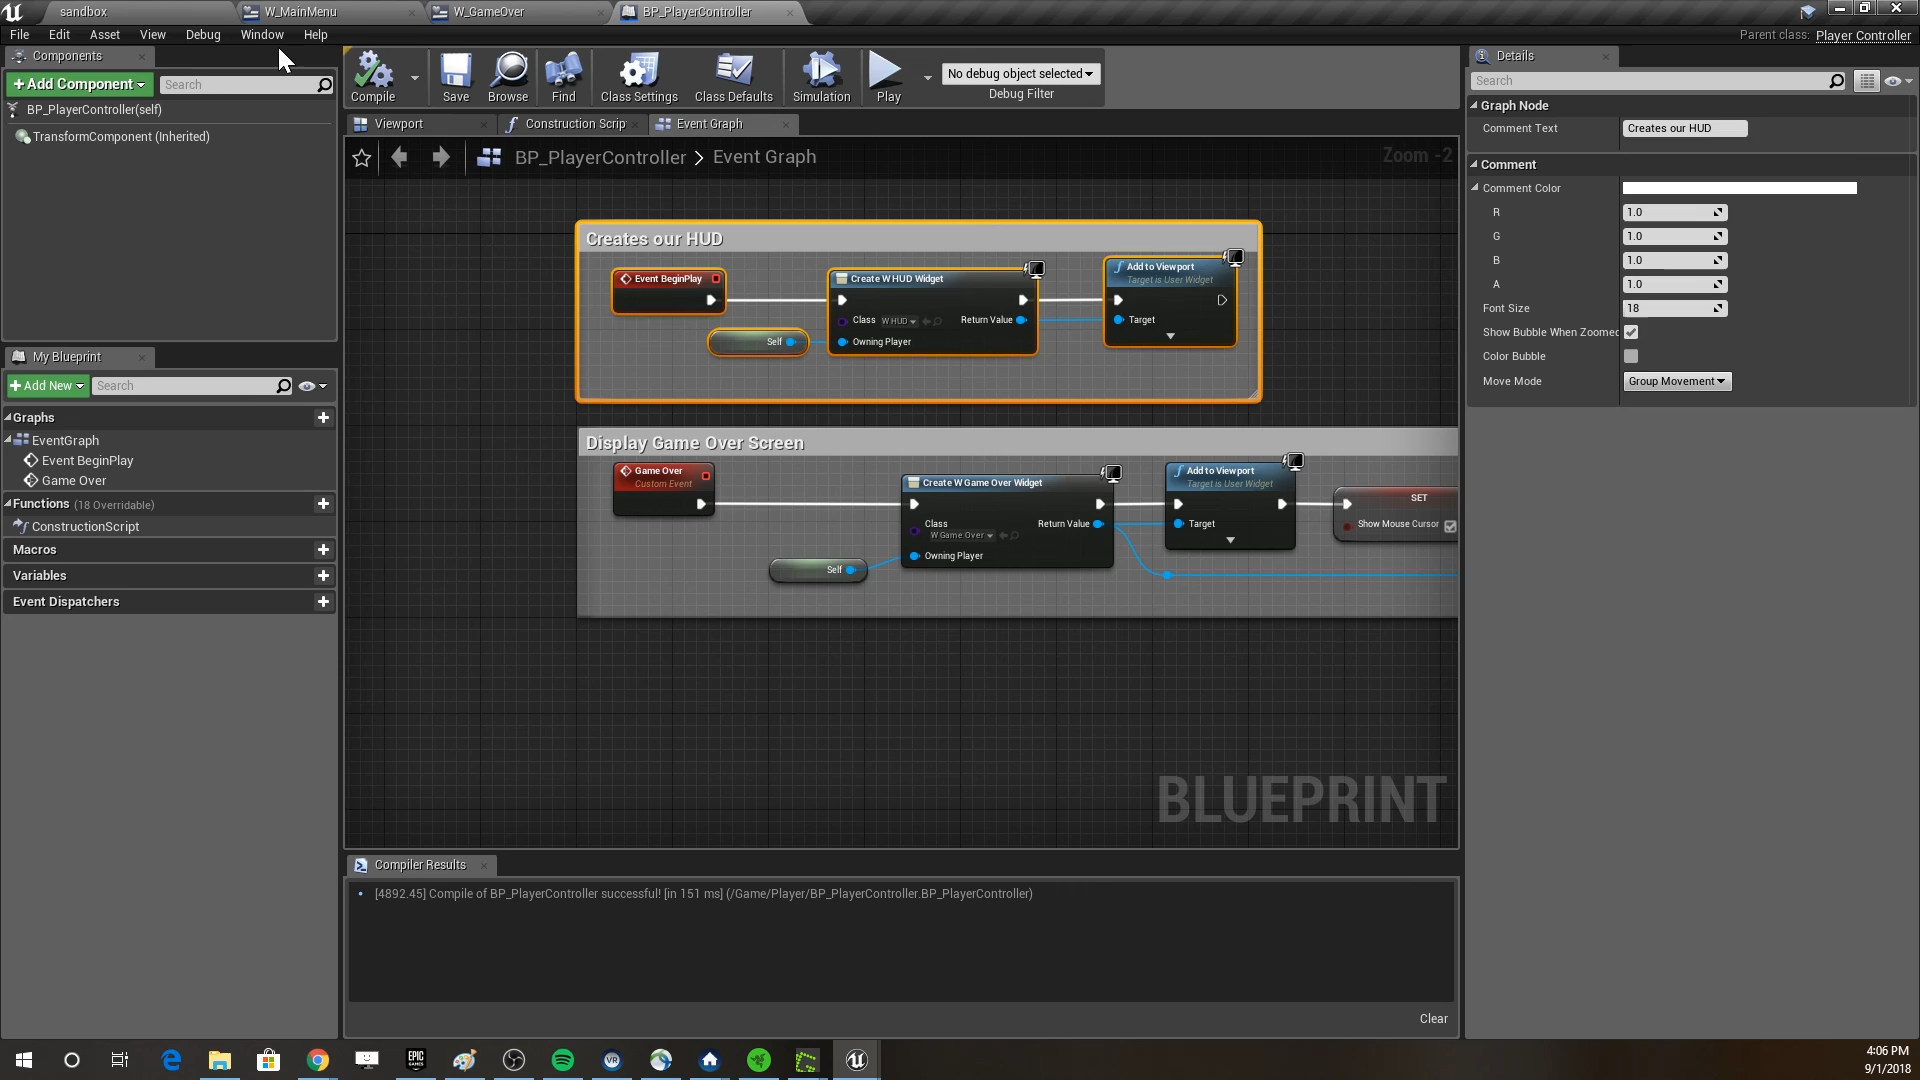 sandbox
W_MainMenu
W_GameOver
BP_PlayerController
File Edit Asset View Debug Window Help
Parent class: Player Controller
Components
+ Add Component
Search
BP_PlayerController(self)
TransformComponent (Inherited)
My Blueprint
+ Add New
Search
Graphs
EventGraph
Event BeginPlay
Game Over
Functions (18 Overridable)
ConstructionScript
Macros
Variables
Event Dispatchers
Compile
Save
Browse
Find
Class Settings
Class Defaults
Simulation
Play
No debug object selected
Debug Filter
Viewport
Construction Scrip
Event Graph
BP_PlayerController > Event Graph
Zoom -2
Creates our HUD
Event BeginPlay
Create W HUD Widget
Class W HUD
Return Value
Owning Player
Self
Add to Viewport
Target is User Widget
Target
Display Game Over Screen
Game Over
Custom Event
Create W Game Over Widget
Class
W Game Over
Return Value
Owning Player
Self
Add to Viewport
Target is User Widget
Target
SET
Show Mouse Cursor
BLUEPRINT
Compiler Results
[4892.45] Compile of BP_PlayerController successful! [in 151 ms] (/Game/Player/BP_PlayerController.BP_PlayerController)
Clear
Details
Search
Graph Node
Comment Text Creates our HUD
Comment
Comment Color
R 1.0
G 1.0
B 1.0
A 1.0
Font Size 18
Show Bubble When Zoomed
Color Bubble
Move Mode Group Movement
EPIC GAMES
VR
4:06 PM
9/1/2018